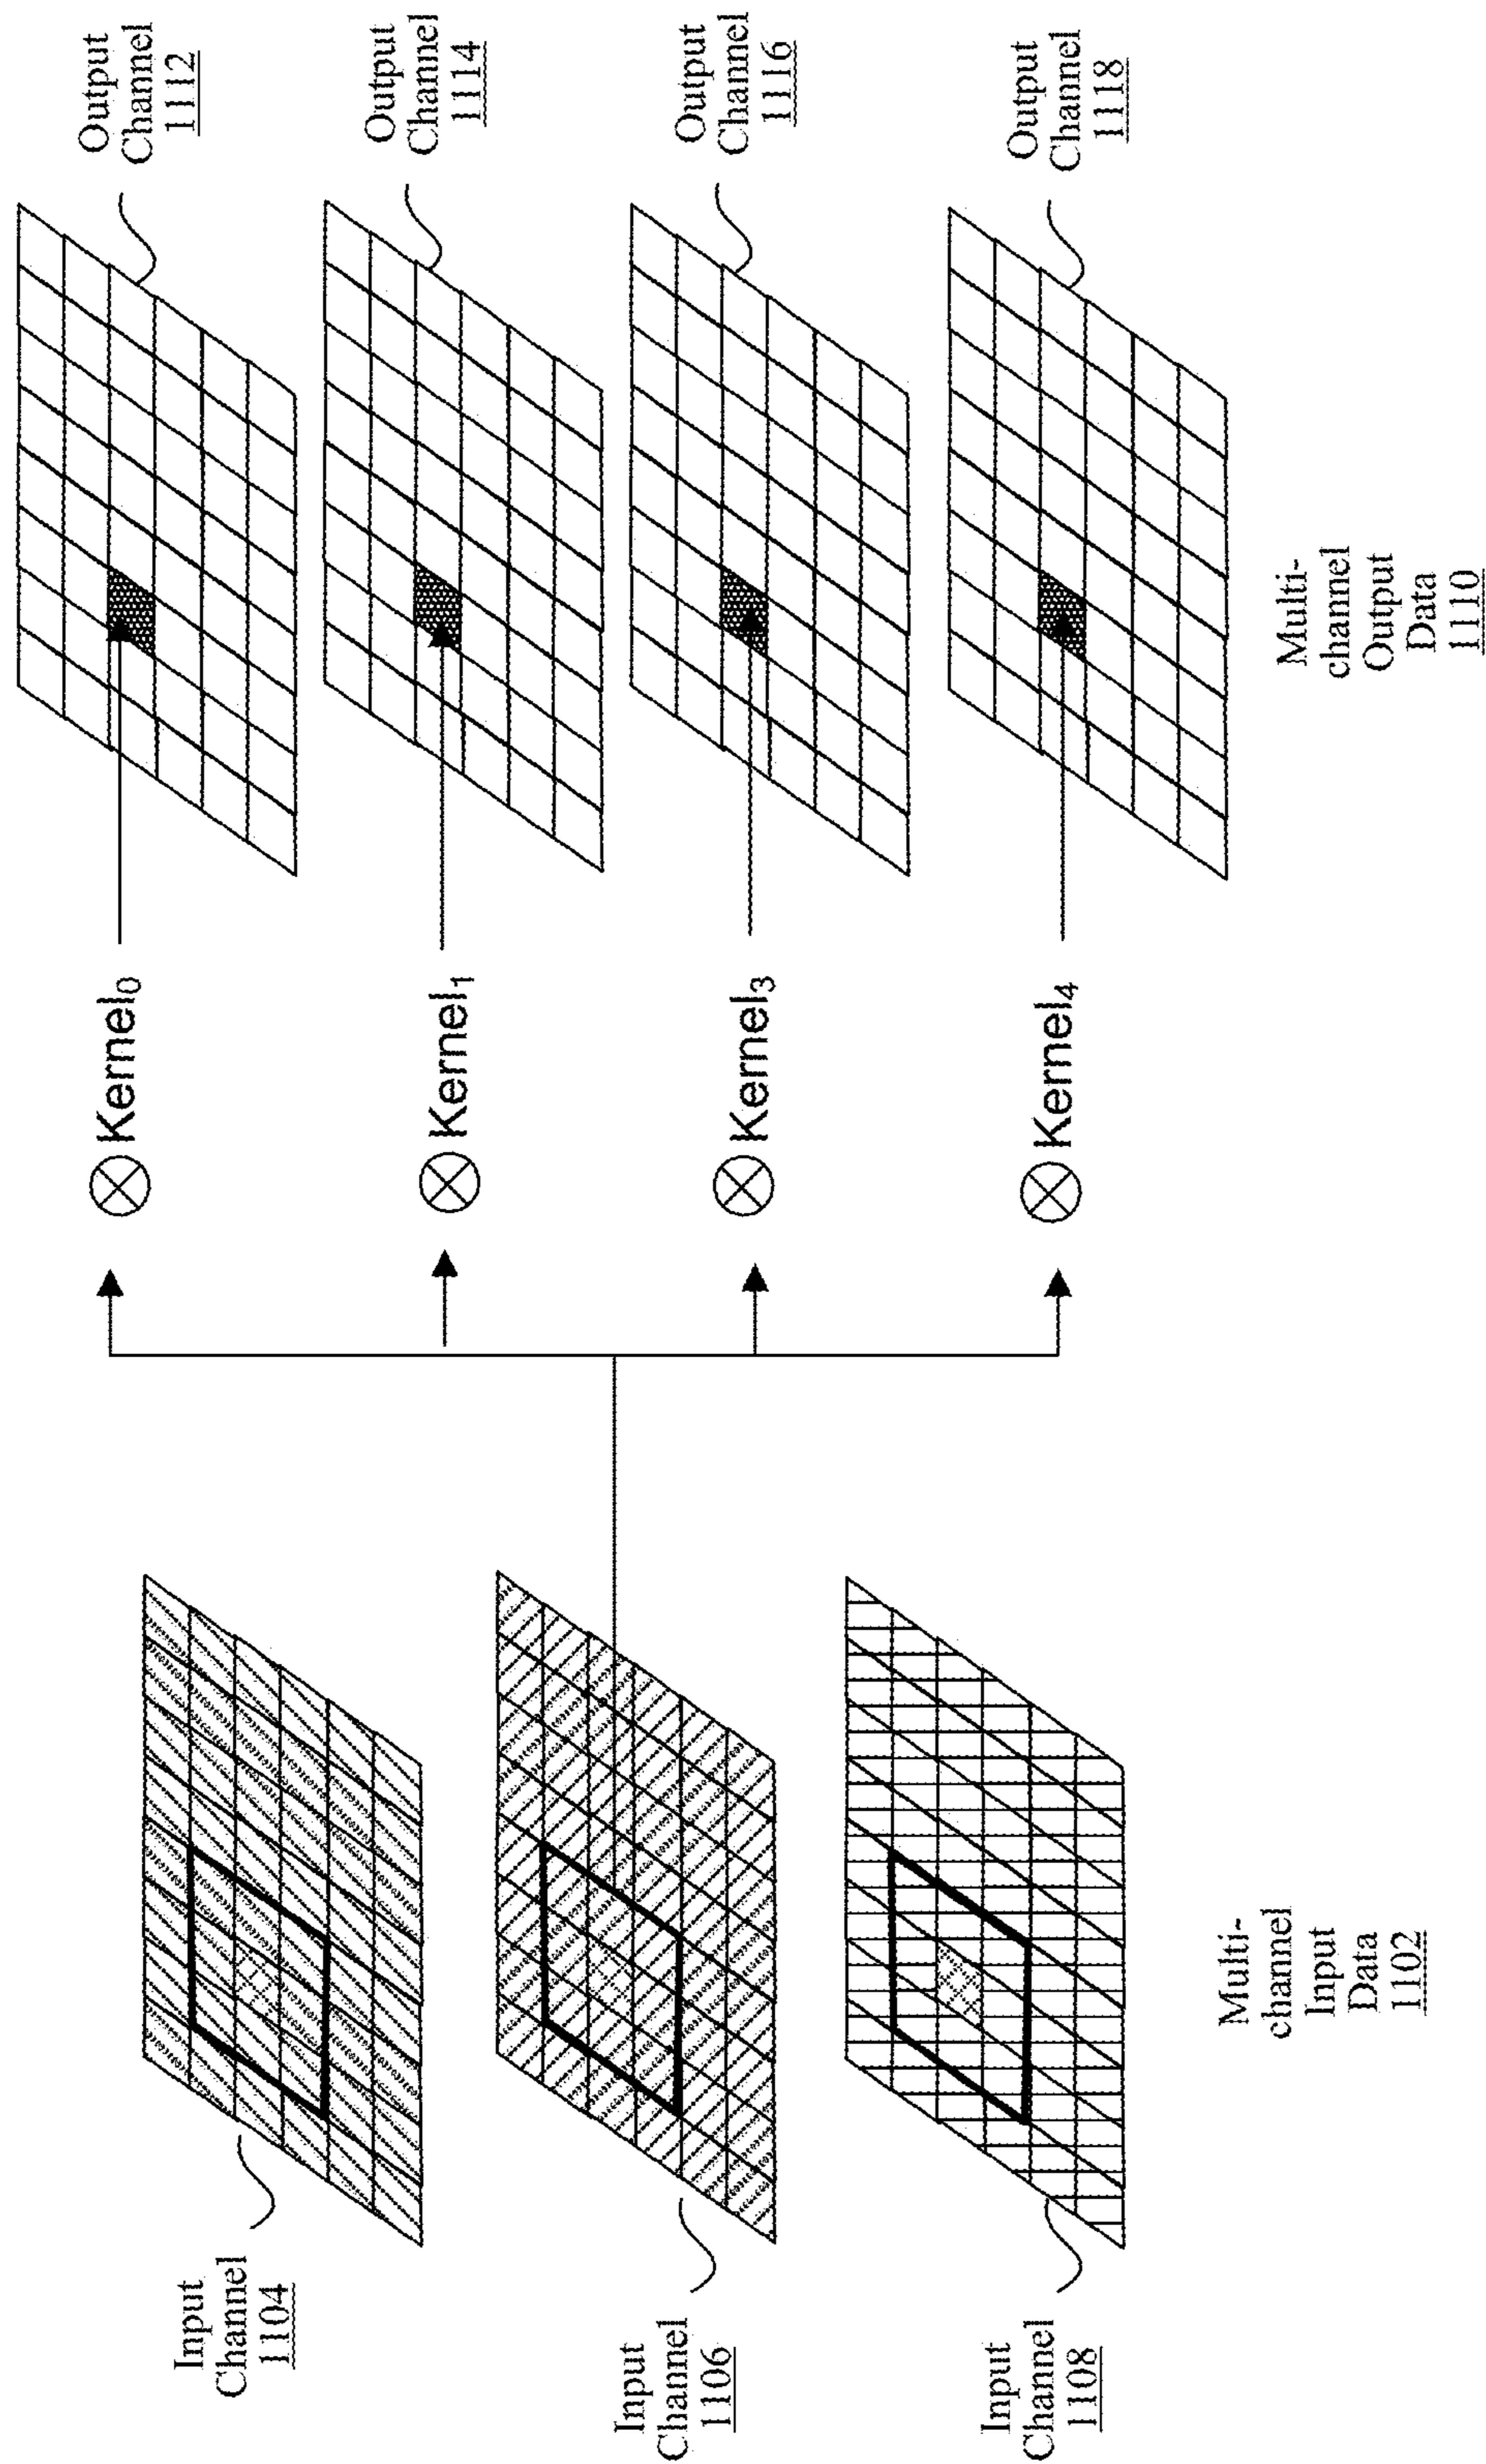 Input
Channel
1104
Input
Channel
1106
Input
Channel
1108
Multi-
channel
Input
Data
1102
Kernel0
Kernel1
Kernel3
Kernel4
Output
Channel
1112
Output
Channel
1114
Output
Channel
1116
Output
Channel
1118
Multi-
channel
Output
Data
1110